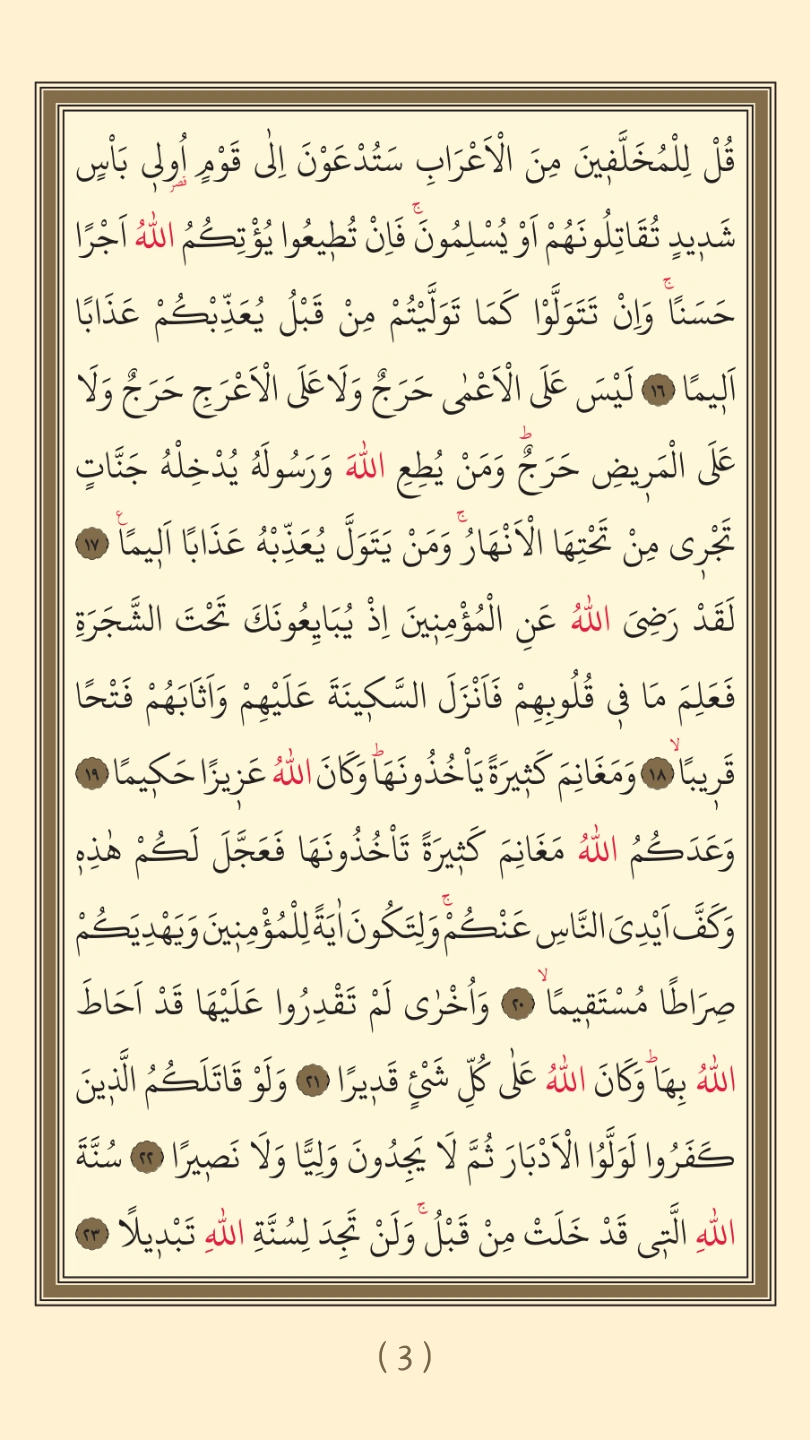 قُلْ لِلْمُخَلَّف۪ينَ مِنَ الْاَعْرَابِ سَتُدْعَوْنَ اِلٰى قَوْمٍ اُو۬ل۪ي بَاْسٍ
شَد۪يدٍ تُقَاتِلُونَهُمْ اَوْ يُسْلِمُونَۚ فَاِنْ تُط۪يعُوا يُؤْتِكُمُ اللّٰهُ اَجْرًا
حَسَنًاۚ وَاِنْ تَتَوَلَّوْا كَمَا تَوَلَّيْتُمْ مِنْ قَبْلُ يُعَذِّبْكُمْ عَذَابًا
اَل۪يمًا ﴿١٦﴾ لَيْسَ عَلَى الْاَعْمٰى حَرَجٌ وَلَا عَلَى الْاَعْرَجِ حَرَجٌ وَلَا
عَلَى الْمَر۪يضِ حَرَجٌۜ وَمَنْ يُطِعِ اللّٰهَ وَرَسُولَهُ يُدْخِلْهُ جَنَّاتٍ
تَجْر۪ى مِنْ تَحْتِهَا الْاَنْهَارُۚ وَمَنْ يَتَوَلَّ يُعَذِّبْهُ عَذَابًا اَل۪يمًا۟ ﴿١٧﴾
لَقَدْ رَضِىَ اللّٰهُ عَنِ الْمُؤْمِن۪ينَ اِذْ يُبَايِعُونَكَ تَحْتَ الشَّجَرَةِ
فَعَلِمَ مَا ف۪ي قُلُوبِهِمْ فَاَنْزَلَ السَّك۪ينَةَ عَلَيْهِمْ وَاَثَابَهُمْ فَتْحًا
قَر۪يبًاۙ ﴿١٨﴾ وَمَغَانِمَ كَث۪يرَةً يَاْخُذُونَهَاۜ وَكَانَ اللّٰهُ عَز۪يزًا حَك۪يمًا ﴿١٩﴾
وَعَدَكُمُ اللّٰهُ مَغَانِمَ كَث۪يرَةً تَاْخُذُونَهَا فَعَجَّلَ لَكُمْ هٰذِه۪
وَكَفَّ اَيْدِىَ النَّاسِ عَنْكُمْۚ وَلِتَكُونَ اٰيَةً لِلْمُؤْمِن۪ينَ وَيَهْدِيَكُمْ
صِرَاطًا مُسْتَق۪يمًاۙ ﴿٢٠﴾ وَاُخْرٰى لَمْ تَقْدِرُوا عَلَيْهَا قَدْ اَحَاطَ
اللّٰهُ بِهَاۜ وَكَانَ اللّٰهُ عَلٰى كُلِّ شَيْئٍ قَد۪يرًا ﴿٢١﴾ وَلَوْ قَاتَلَكُمُ الَّذ۪ينَ
كَفَرُوا لَوَلَّوُا الْاَدْبَارَ ثُمَّ لَا يَجِدُونَ وَلِيًّا وَلَا نَص۪يرًا ﴿٢٢﴾ سُنَّةَ
اللّٰهِ الَّت۪ى قَدْ خَلَتْ مِنْ قَبْلُۚ وَلَنْ تَجِدَ لِسُنَّةِ اللّٰهِ تَبْد۪يلًا ﴿٢٣﴾
( 3 )